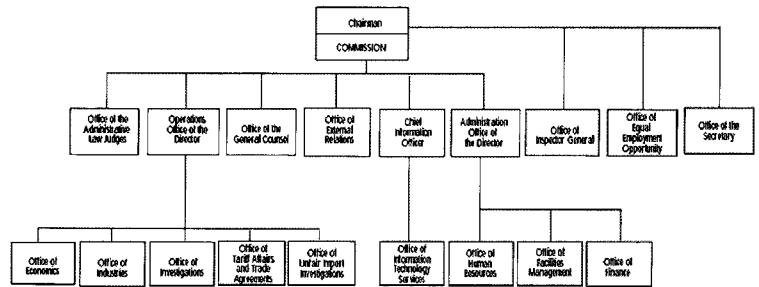 Chairman
COMMISSION
Office of the
Administrative
Law Judges
Operations
Office of the
Director
Office of the
General Counsel
Office of
External
Relations
Chief
Information
Officer
Administration
Office of
the Director
Office of
Inspector General
Office of
Equal
Employment
Opportunity
Office of the
Secretary
Office of
Economics
Office of
Industries
Office of
Investigations
Office of
Tariff Affairs
and Trade
Agreements
Office of
Unfair Import
Investigations
Office of
Information
Technology
Services
Office of
Human
Resources
Office of
Facilities
Management
Office of
Finance